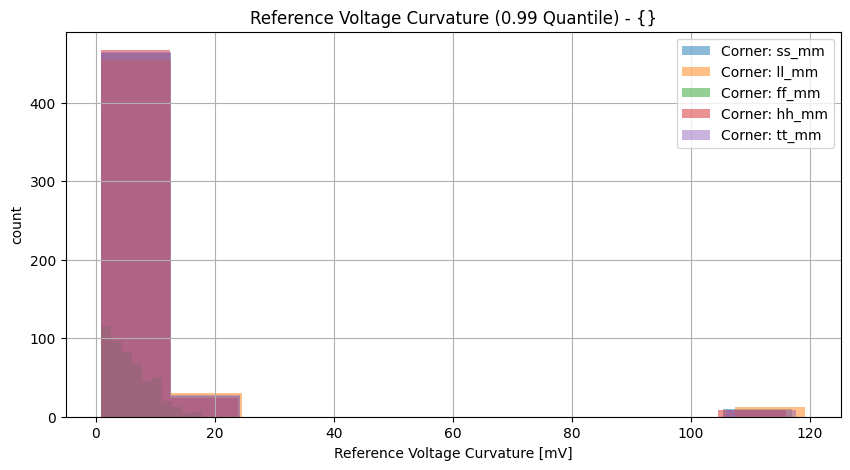 Reference Voltage Curvature (0.99 Quantile) - {}
Corner: ss_mm
Corner: ll_mm
Corner: ff_mm
Corner: hh_mm
Corner: tt_mm
count
400
300
200
100
0
0 20 40 60 80 100 120
Reference Voltage Curvature [mV]